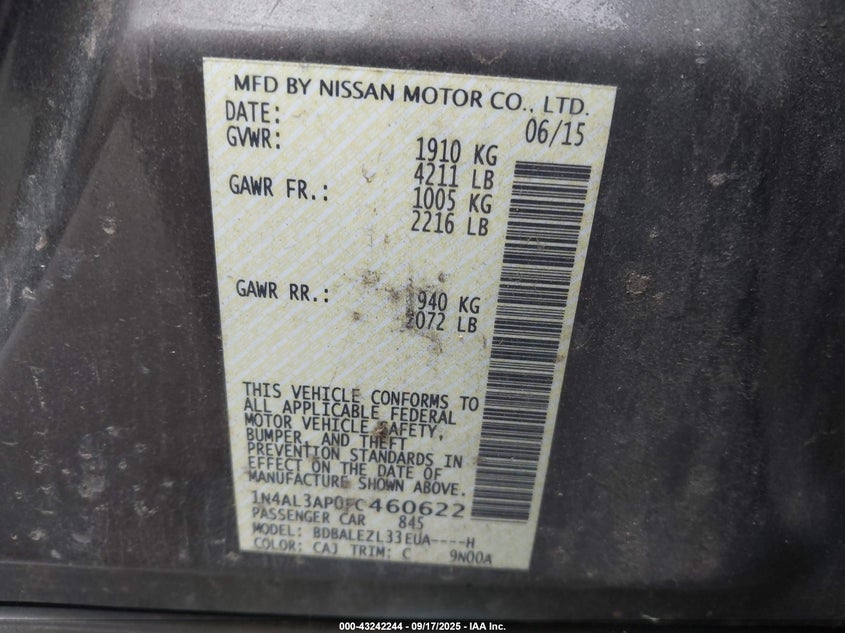 MFD BY NISSAN MOTOR CO., LTD.
DATE: 06/15
GVWR: 1910 KG
4211 LB
GAWR FR.: 1005 KG
2216 LB
GAWR RR.: 940 KG
2072 LB
THIS VEHICLE CONFORMS TO
ALL APPLICABLE FEDERAL
MOTOR VEHICLE SAFETY,
BUMPER, AND THEFT
PREVENTION STANDARDS IN
EFFECT ON THE DATE OF
MANUFACTURE SHOWN ABOVE.
1N4AL3AP0FC460622
PASSENGER CAR 845
MODEL: BDBALEZL33EUA----H
COLOR: CAJ TRIM: C 9N00A
000-43242244 - 09/17/2025 - IAA Inc.